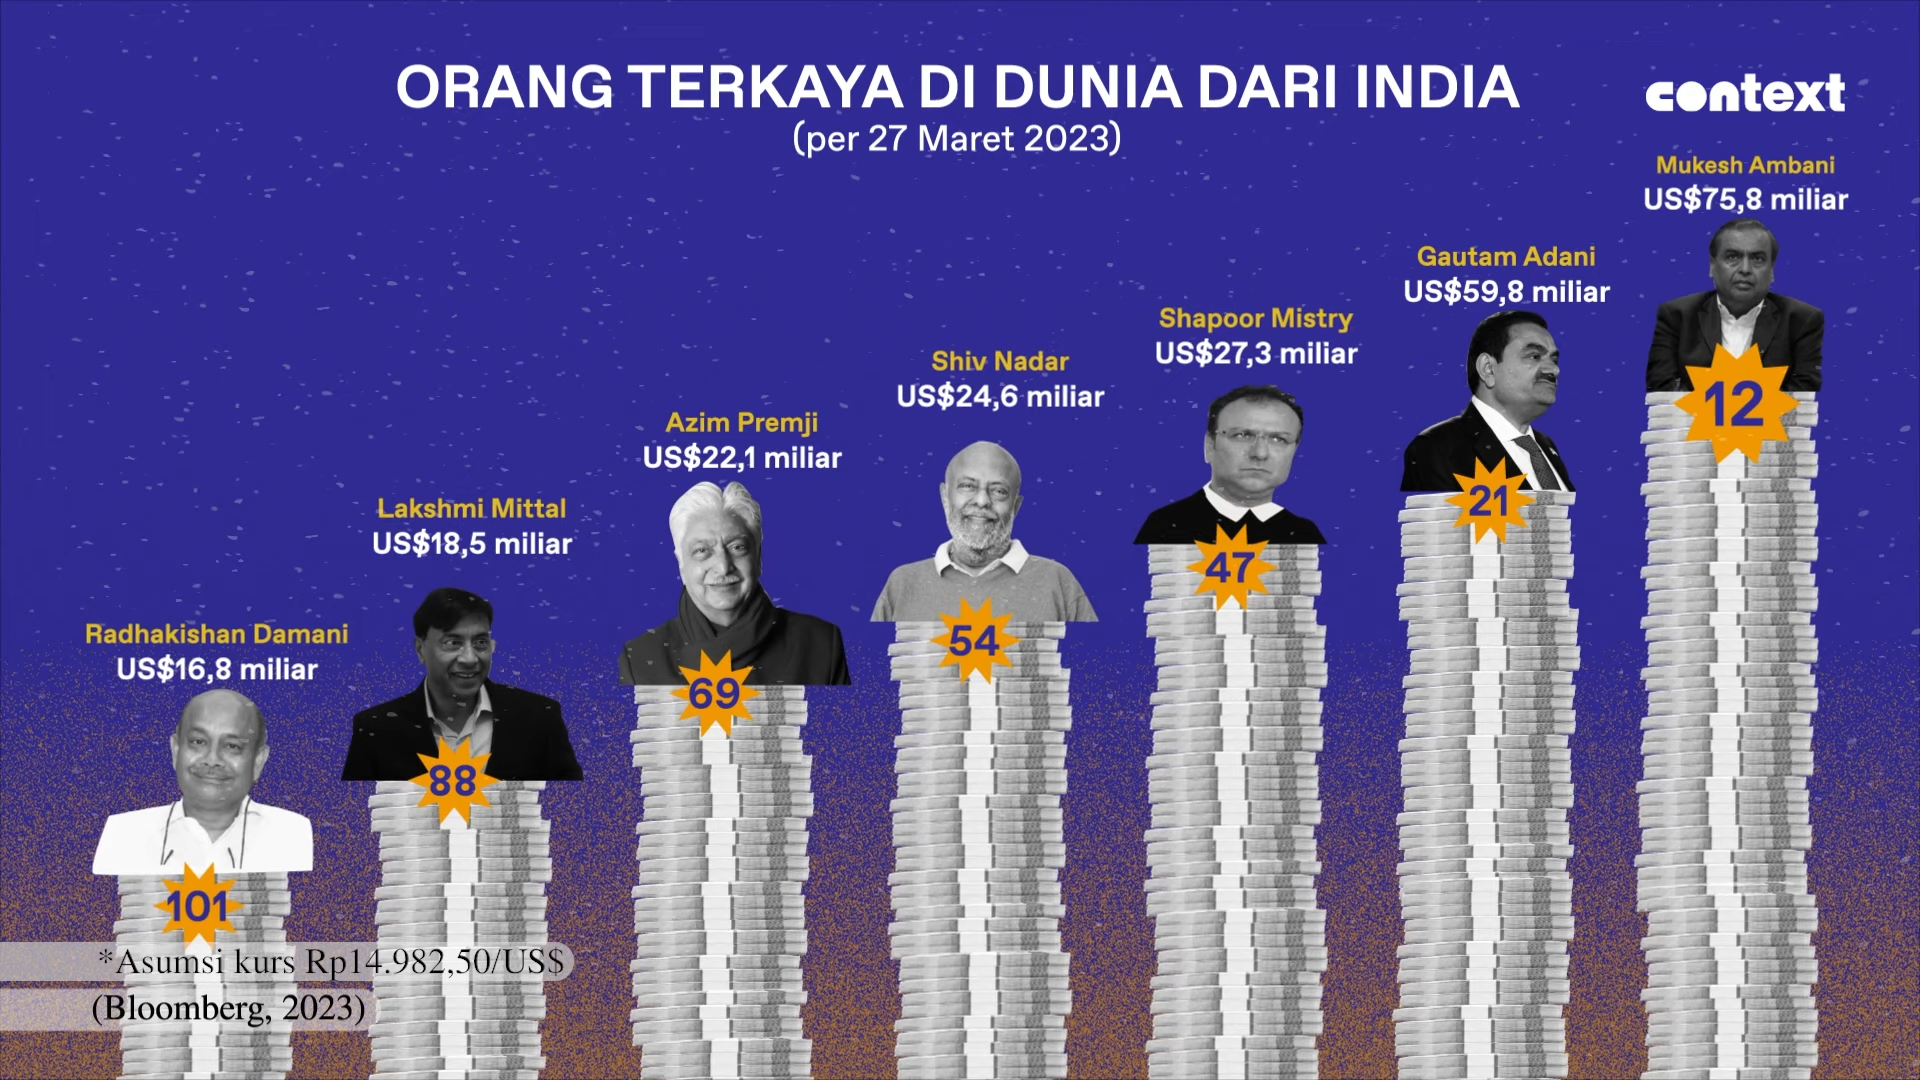 ORANG TERKAYA DI DUNIA DARI INDIA
(per 27 Maret 2023)
context
Mukesh Ambani
US$75,8 miliar
12
Gautam Adani
US$59,8 miliar
21
Shapoor Mistry
US$27,3 miliar
47
Shiv Nadar
US$24,6 miliar
54
Azim Premji
US$22,1 miliar
69
Lakshmi Mittal
US$18,5 miliar
88
Radhakishan Damani
US$16,8 miliar
101
*Asumsi kurs Rp14.982,50/US$
(Bloomberg, 2023)